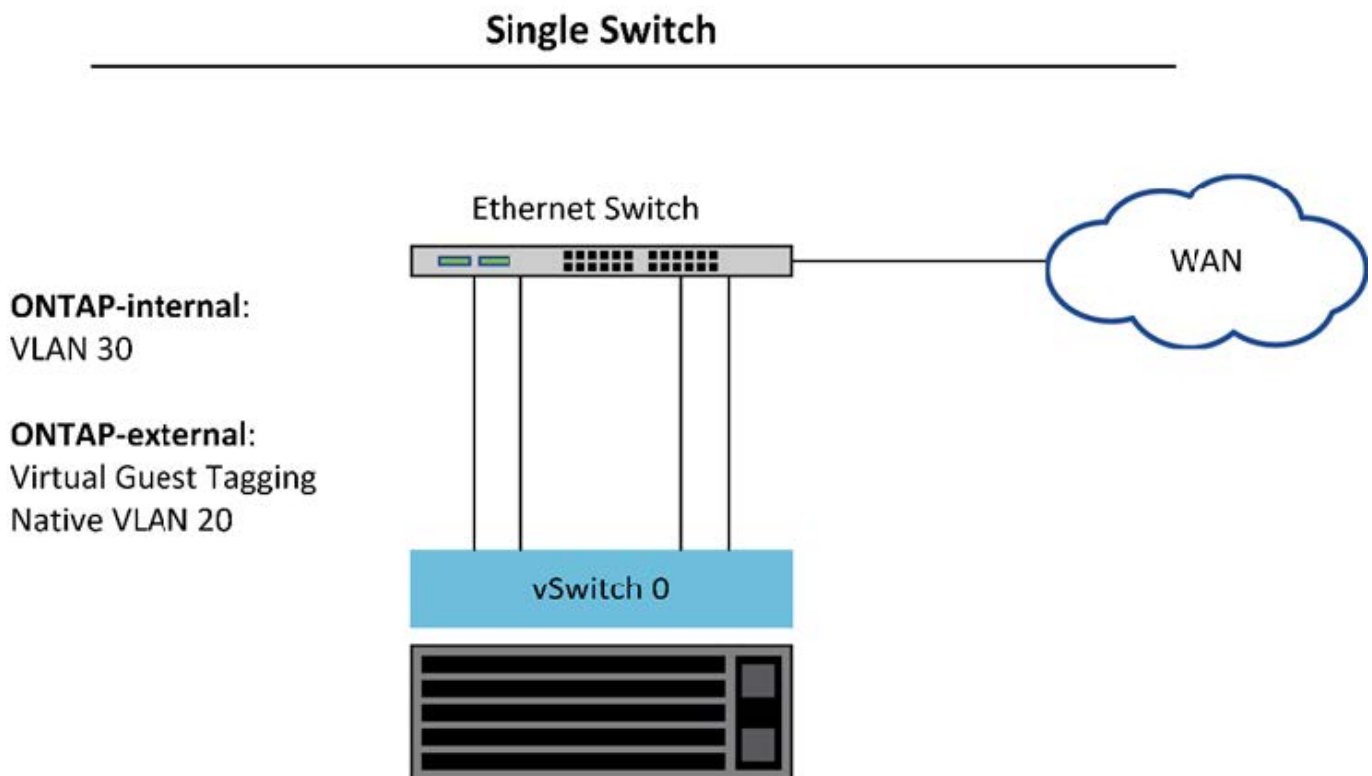 Single Switch
Ethernet Switch
WAN
ONTAP-internal:
VLAN 30
ONTAP-external:
Virtual Guest Tagging
Native VLAN 20
vSwitch 0